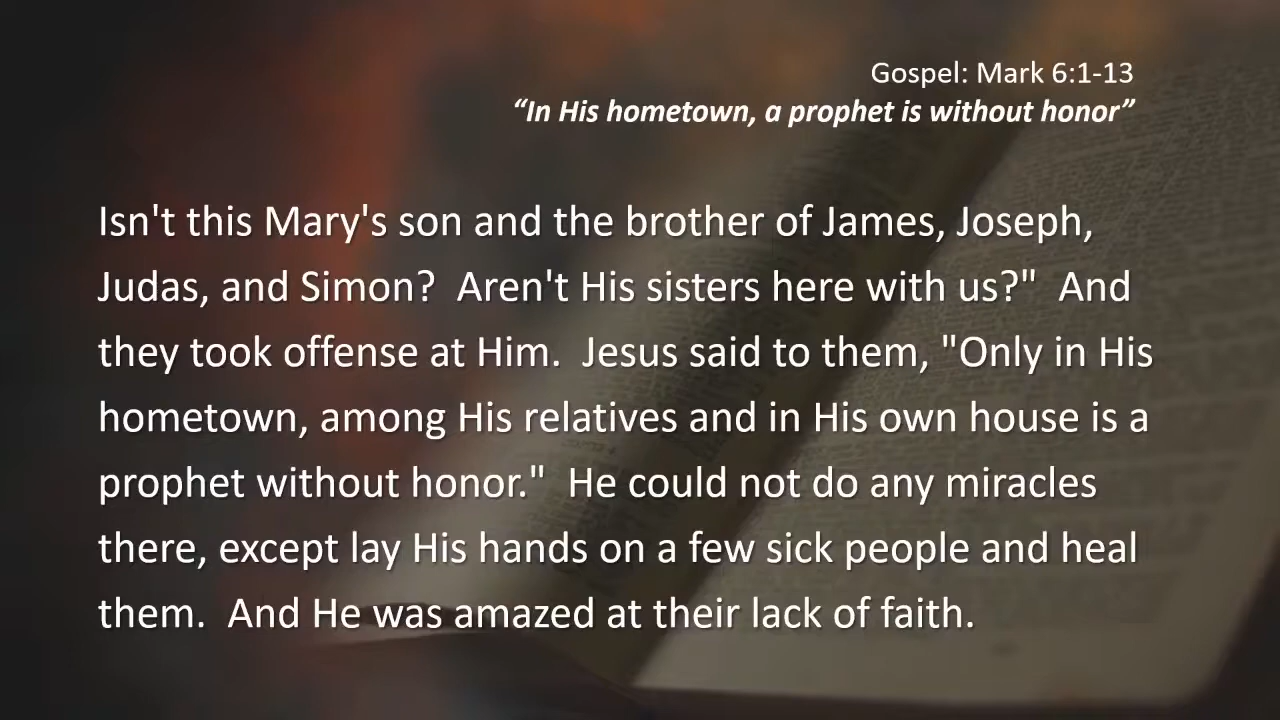 Gospel: Mark 6:1-13
“In His hometown, a prophet is without honor”
Isn't this Mary's son and the brother of James, Joseph,
Judas, and Simon?  Aren't His sisters here with us?"  And
they took offense at Him.  Jesus said to them, "Only in His
hometown, among His relatives and in His own house is a
prophet without honor."  He could not do any miracles
there, except lay His hands on a few sick people and heal
them.  And He was amazed at their lack of faith.